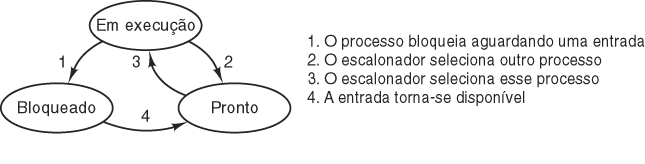 Em execução
1
3
2
Bloqueado
Pronto
4
1. O processo bloqueia aguardando uma entrada
2. O escalonador seleciona outro processo
3. O escalonador seleciona esse processo
4. A entrada torna-se disponível